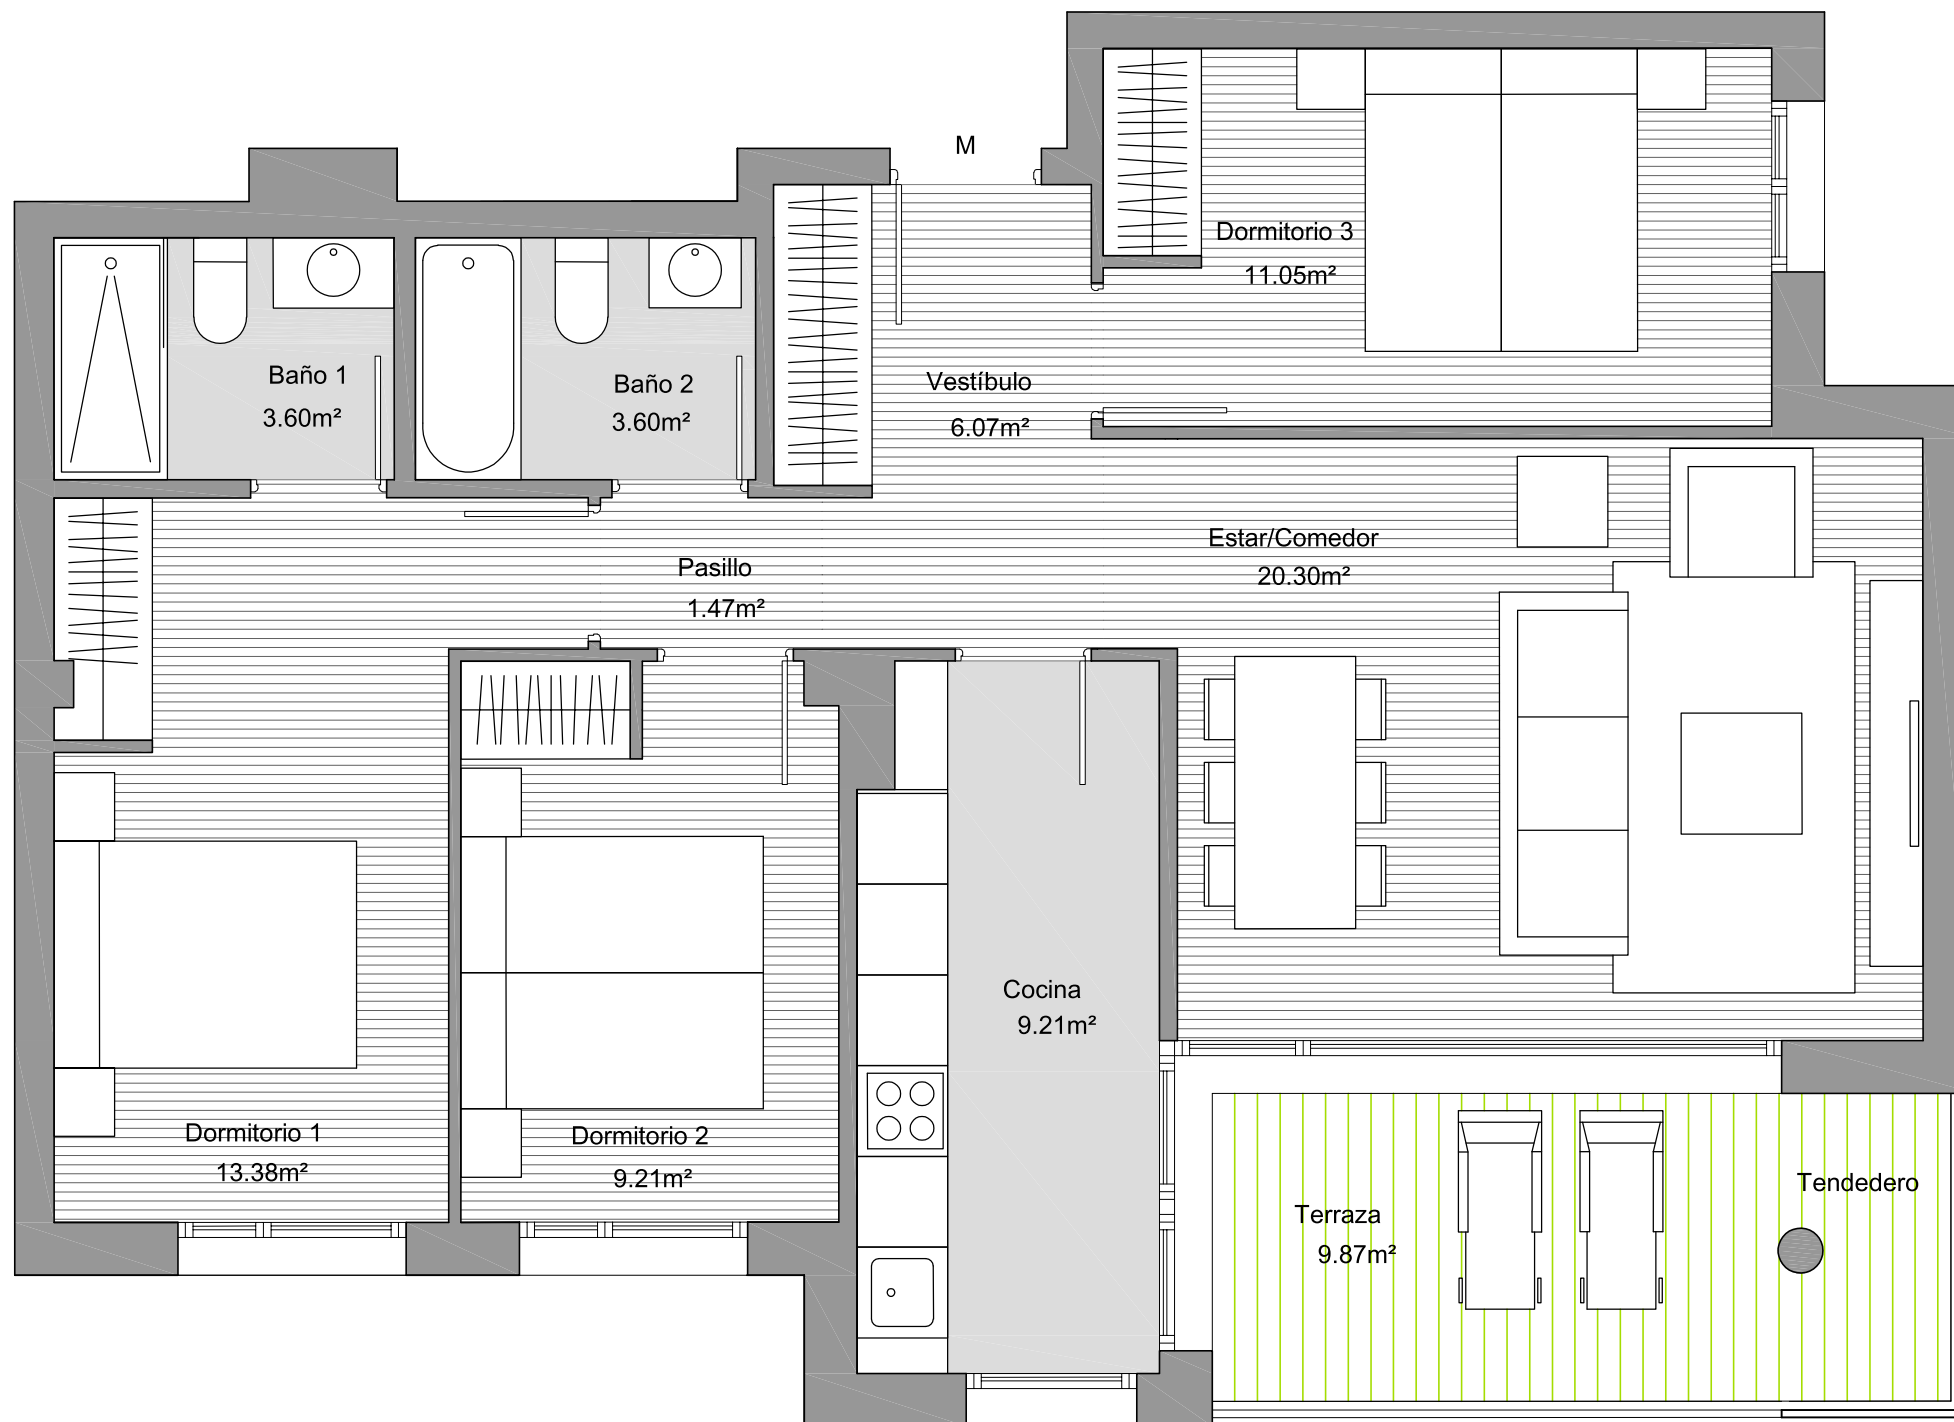 M
Dormitorio 3
11.05m²
Baño 1
3.60m²
Baño 2
3.60m²
Vestíbulo
6.07m²
Estar/Comedor
20.30m²
Pasillo
1.47m²
Cocina
9.21m²
Dormitorio 1
13.38m²
Dormitorio 2
9.21m²
Terraza
9.87m²
Tendedero